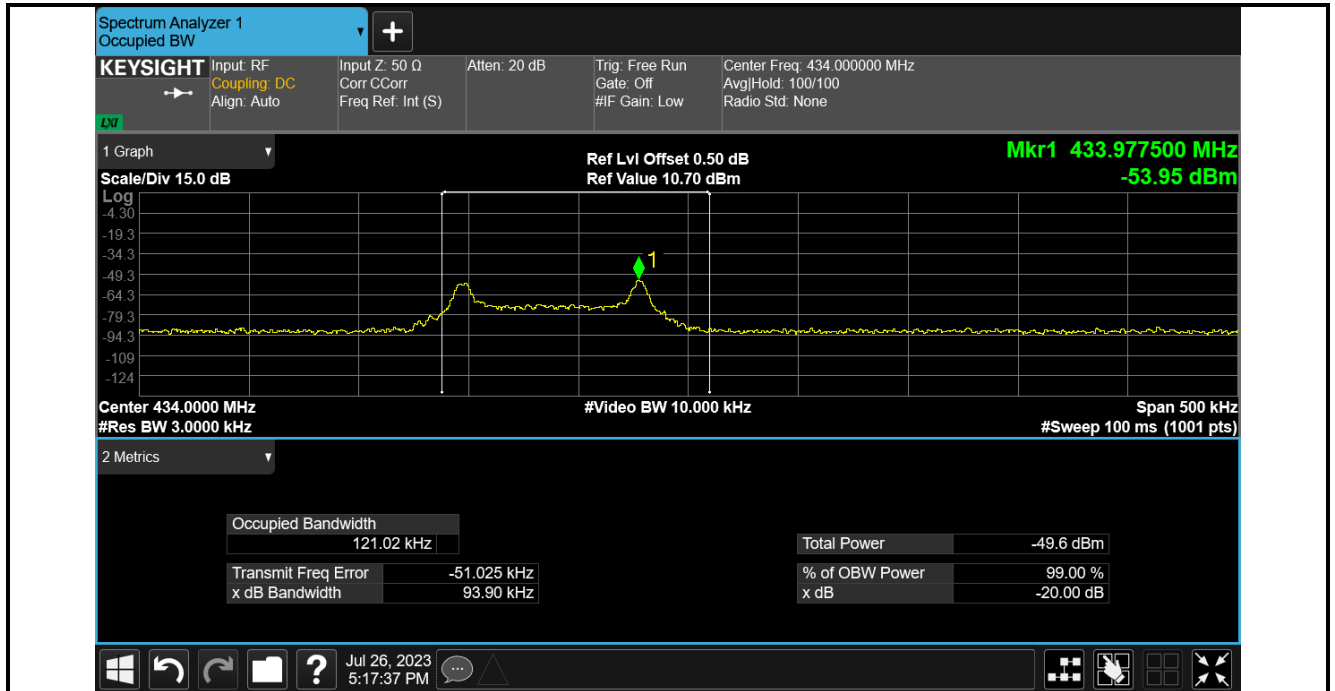 Spectrum Analyzer 1
Occupied BW
+
KEYSIGHT
LXI
Input: RF
Coupling: DC
Align: Auto
Input Z: 50 Ω
Corr CCorr
Freq Ref: Int (S)
Atten: 20 dB
Trig: Free Run
Gate: Off
#IF Gain: Low
Center Freq: 434.000000 MHz
Avg|Hold: 100/100
Radio Std: None
1 Graph
Scale/Div 15.0 dB
Ref Lvl Offset 0.50 dB
Ref Value 10.70 dBm
Mkr1 433.977500 MHz
-53.95 dBm
Log
-4.30
-19.3
-34.3
-49.3
-64.3
-79.3
-94.3
-109
-124
1
Center 434.0000 MHz
#Video BW 10.000 kHz
Span 500 kHz
#Res BW 3.0000 kHz
#Sweep 100 ms (1001 pts)
2 Metrics
Occupied Bandwidth
121.02 kHz
Transmit Freq Error -51.025 kHz
x dB Bandwidth 93.90 kHz
Total Power -49.6 dBm
% of OBW Power 99.00 %
x dB -20.00 dB
?
Jul 26, 2023
5:17:37 PM